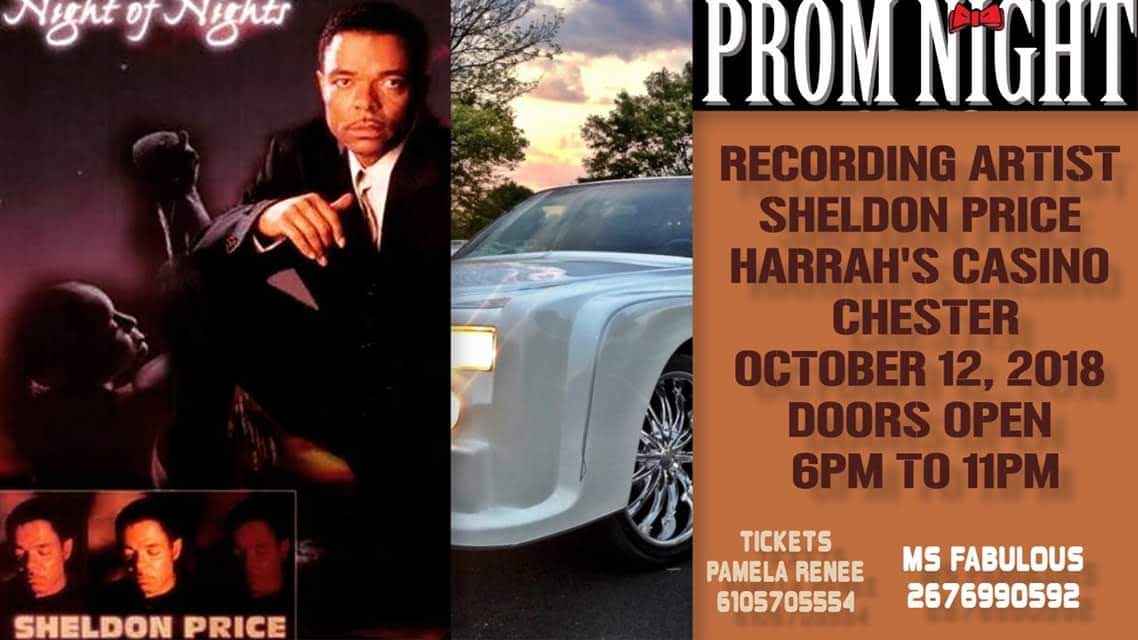 Night of Nights
SHELDON PRICE
PROM NIGHT
RECORDING ARTIST
SHELDON PRICE
HARRAH'S CASINO
CHESTER
OCTOBER 12, 2018
DOORS OPEN
6PM TO 11PM
TICKETS
PAMELA RENEE
6105705554
MS FABULOUS
2676990592